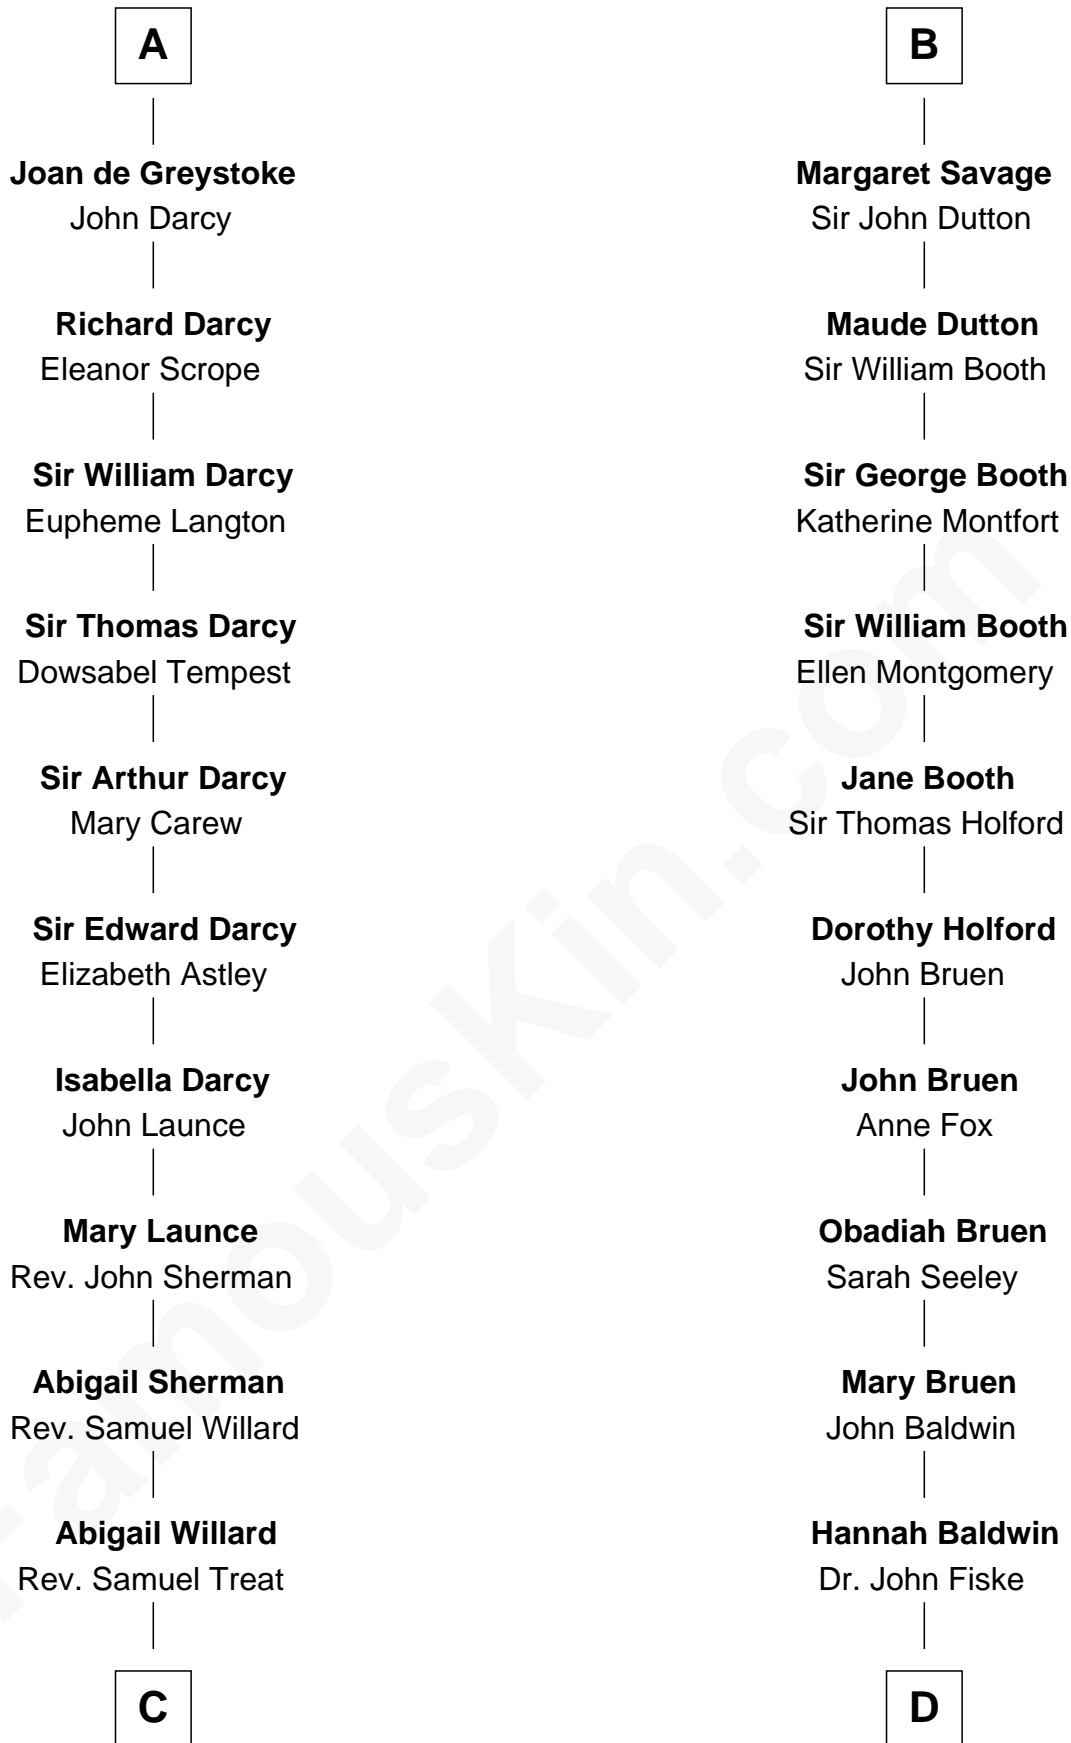 A
Joan de Greystoke
John Darcy
Richard Darcy
Eleanor Scrope
Sir William Darcy
Eupheme Langton
Sir Thomas Darcy
Dowsabel Tempest
Sir Arthur Darcy
Mary Carew
Sir Edward Darcy
Elizabeth Astley
Isabella Darcy
John Launce
Mary Launce
Rev. John Sherman
Abigail Sherman
Rev. Samuel Willard
Abigail Willard
Rev. Samuel Treat
C
B
Margaret Savage
Sir John Dutton
Maude Dutton
Sir William Booth
Sir George Booth
Katherine Montfort
Sir William Booth
Ellen Montgomery
Jane Booth
Sir Thomas Holford
Dorothy Holford
John Bruen
John Bruen
Anne Fox
Obadiah Bruen
Sarah Seeley
Mary Bruen
John Baldwin
Hannah Baldwin
Dr. John Fiske
D
FamousKin.com